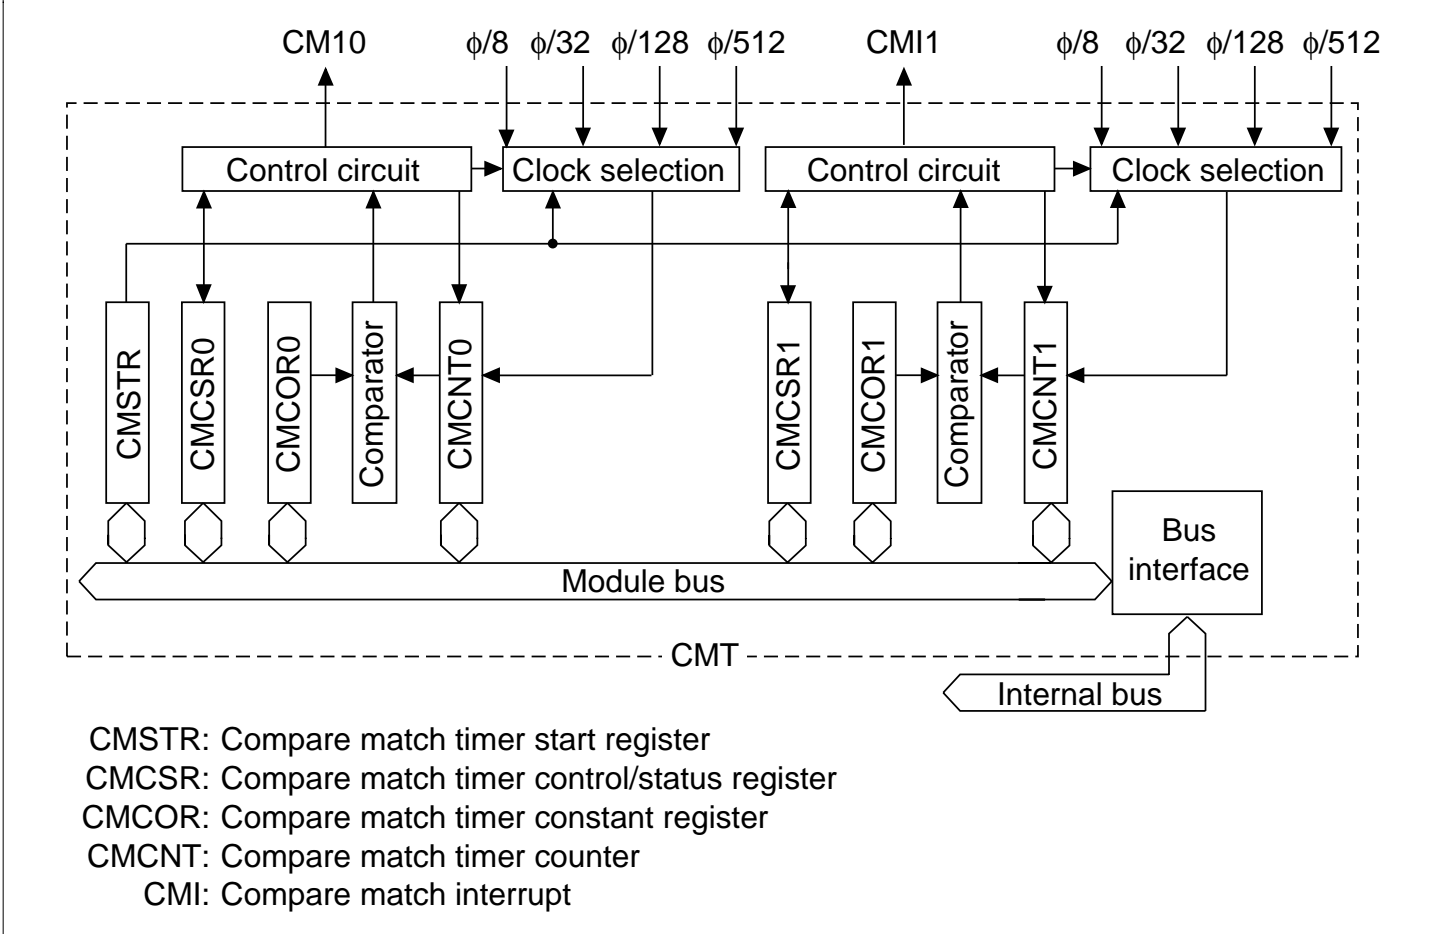 CM10 ϕ/8 ϕ/32 ϕ/128 ϕ/512 CMI1 ϕ/8 ϕ/32 ϕ/128 ϕ/512
Control circuit Clock selection Control circuit Clock selection
CMSTR
CMCSR0
CMCOR0
Comparator
CMCNT0
CMCSR1
CMCOR1
Comparator
CMCNT1
Bus
interface
Module bus
CMT
Internal bus
CMSTR: Compare match timer start register
CMCSR: Compare match timer control/status register
CMCOR: Compare match timer constant register
CMCNT: Compare match timer counter
CMI: Compare match interrupt